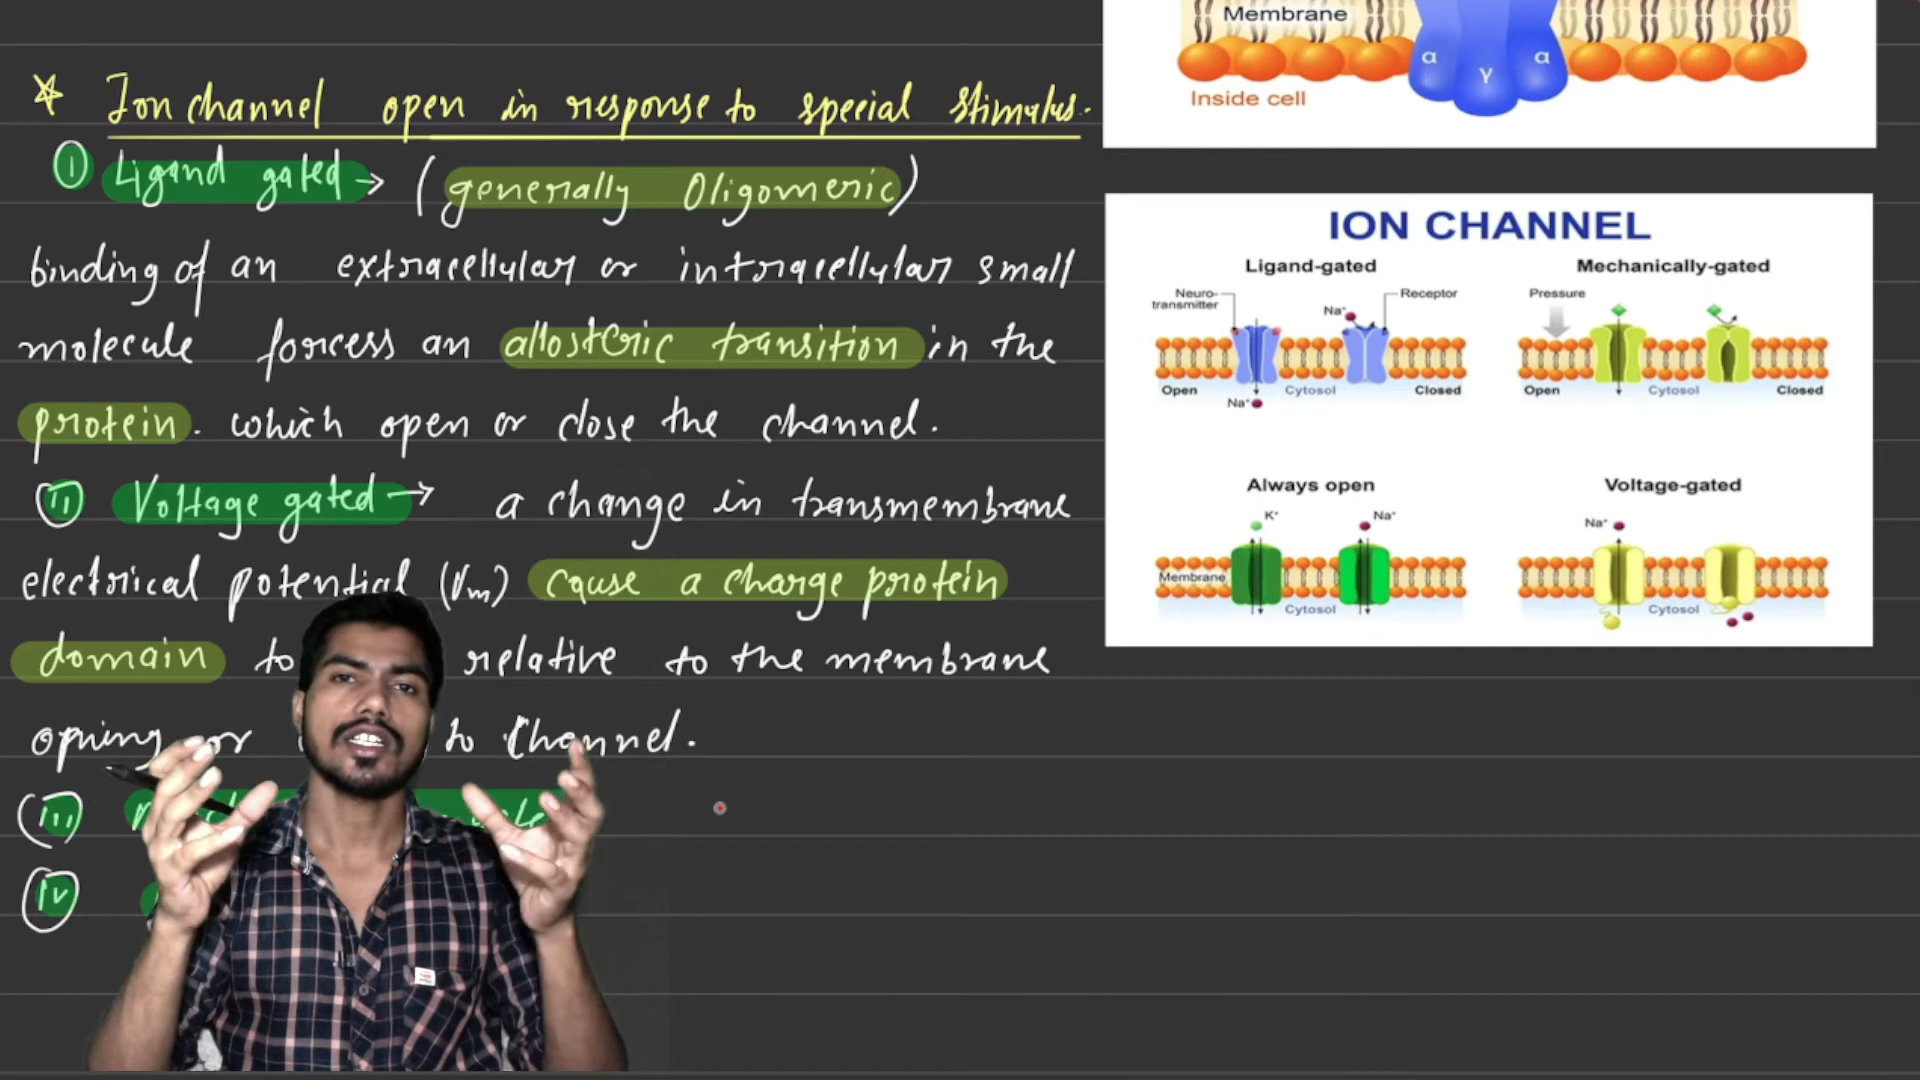 Ion channel open in response to special stimulus.
(I) Ligand gated → (generally Oligomeric)
binding of an extracellular or intracellular small
molecule forcess an allosteric transition in the
protein. which open or close the channel.
(II) Voltage gated → a change in transmembrane
electrical potential (Vm) cause a charge protein
domain to relative to the membrane
opning or to Channel.
(III)
(IV)
Membrane
α γ α
Inside cell
ION CHANNEL
Ligand-gated
Neuro-
transmitter
Na+
Receptor
Open Cytosol Closed
Na+
Mechanically-gated
Pressure
Open Cytosol Closed
Always open
K+ Na+
Membrane
Cytosol
Voltage-gated
Na+
Cytosol